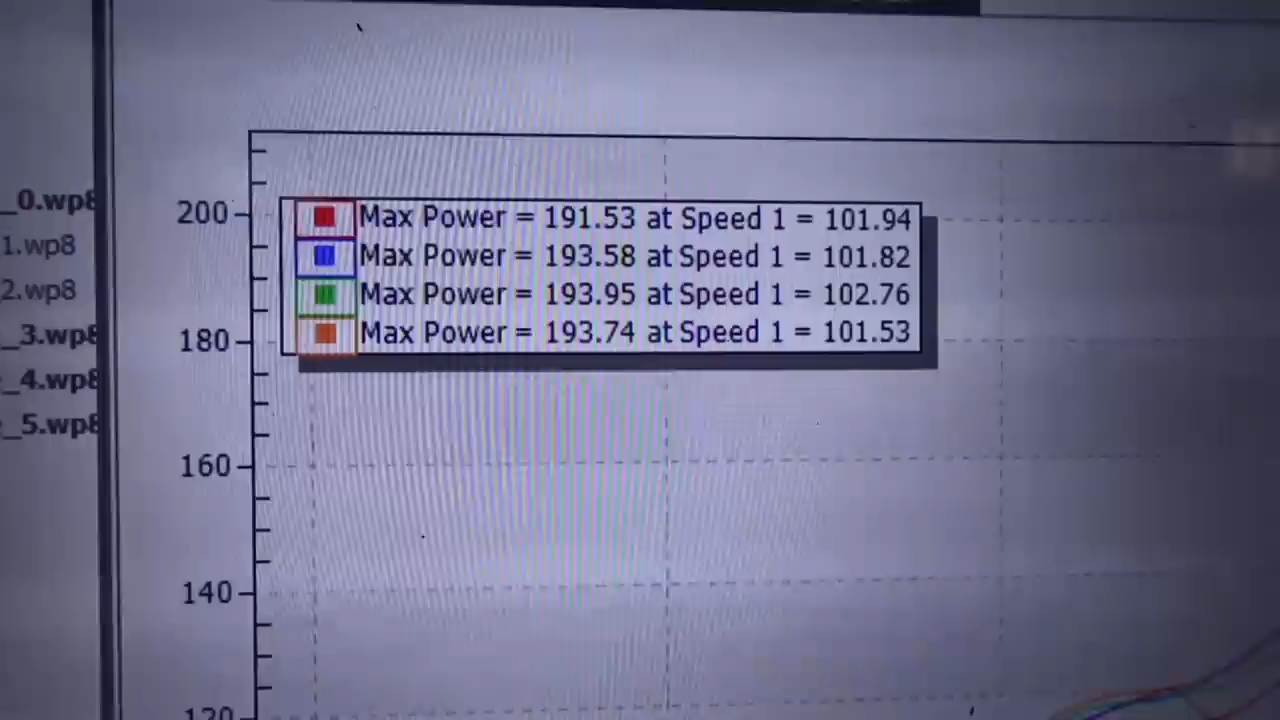 _0.wp8
1.wp8
2.wp8
_3.wp8
_4.wp8
_5.wp8
200
180
160
140
120
Max Power = 191.53 at Speed 1 = 101.94
Max Power = 193.58 at Speed 1 = 101.82
Max Power = 193.95 at Speed 1 = 102.76
Max Power = 193.74 at Speed 1 = 101.53